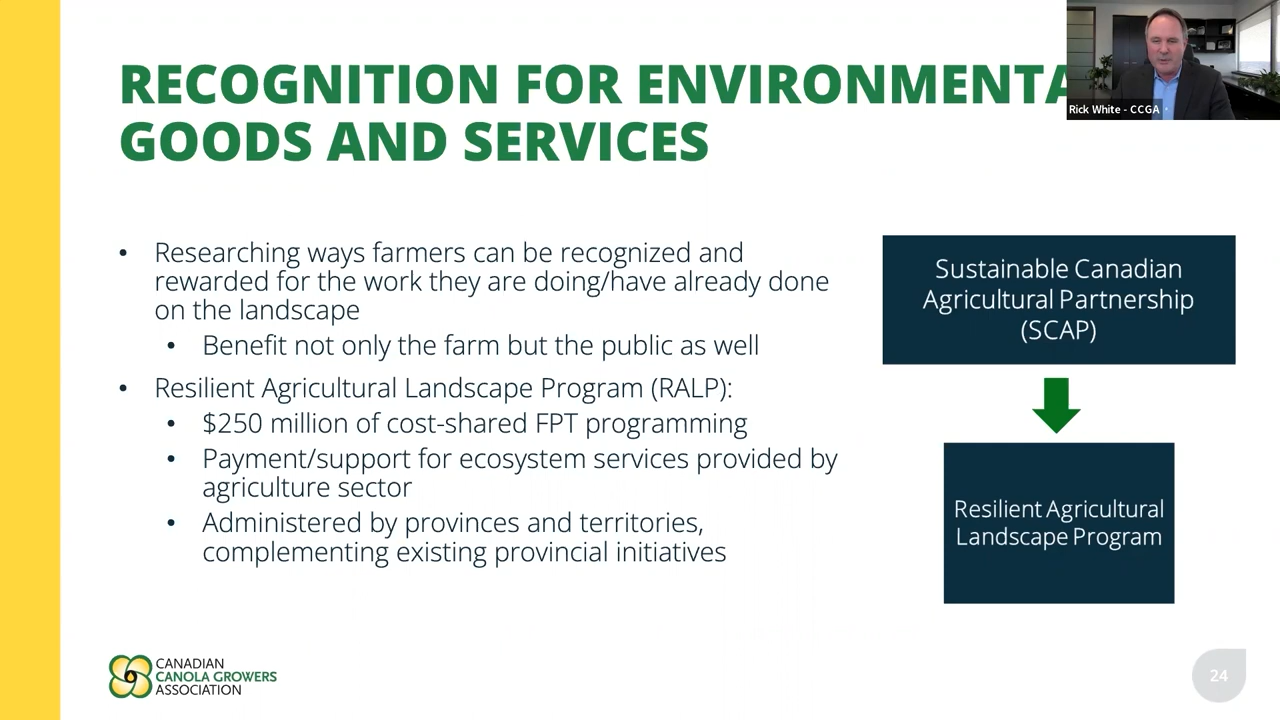 RECOGNITION FOR ENVIRONMENTA
GOODS AND SERVICES
Rick White - CCGA
• Researching ways farmers can be recognized and
rewarded for the work they are doing/have already done
on the landscape
• Benefit not only the farm but the public as well
• Resilient Agricultural Landscape Program (RALP):
• $250 million of cost-shared FPT programming
• Payment/support for ecosystem services provided by
agriculture sector
• Administered by provinces and territories,
complementing existing provincial initiatives
Sustainable Canadian
Agricultural Partnership
(SCAP)
Resilient Agricultural
Landscape Program
CANADIAN
CANOLA GROWERS
ASSOCIATION
24